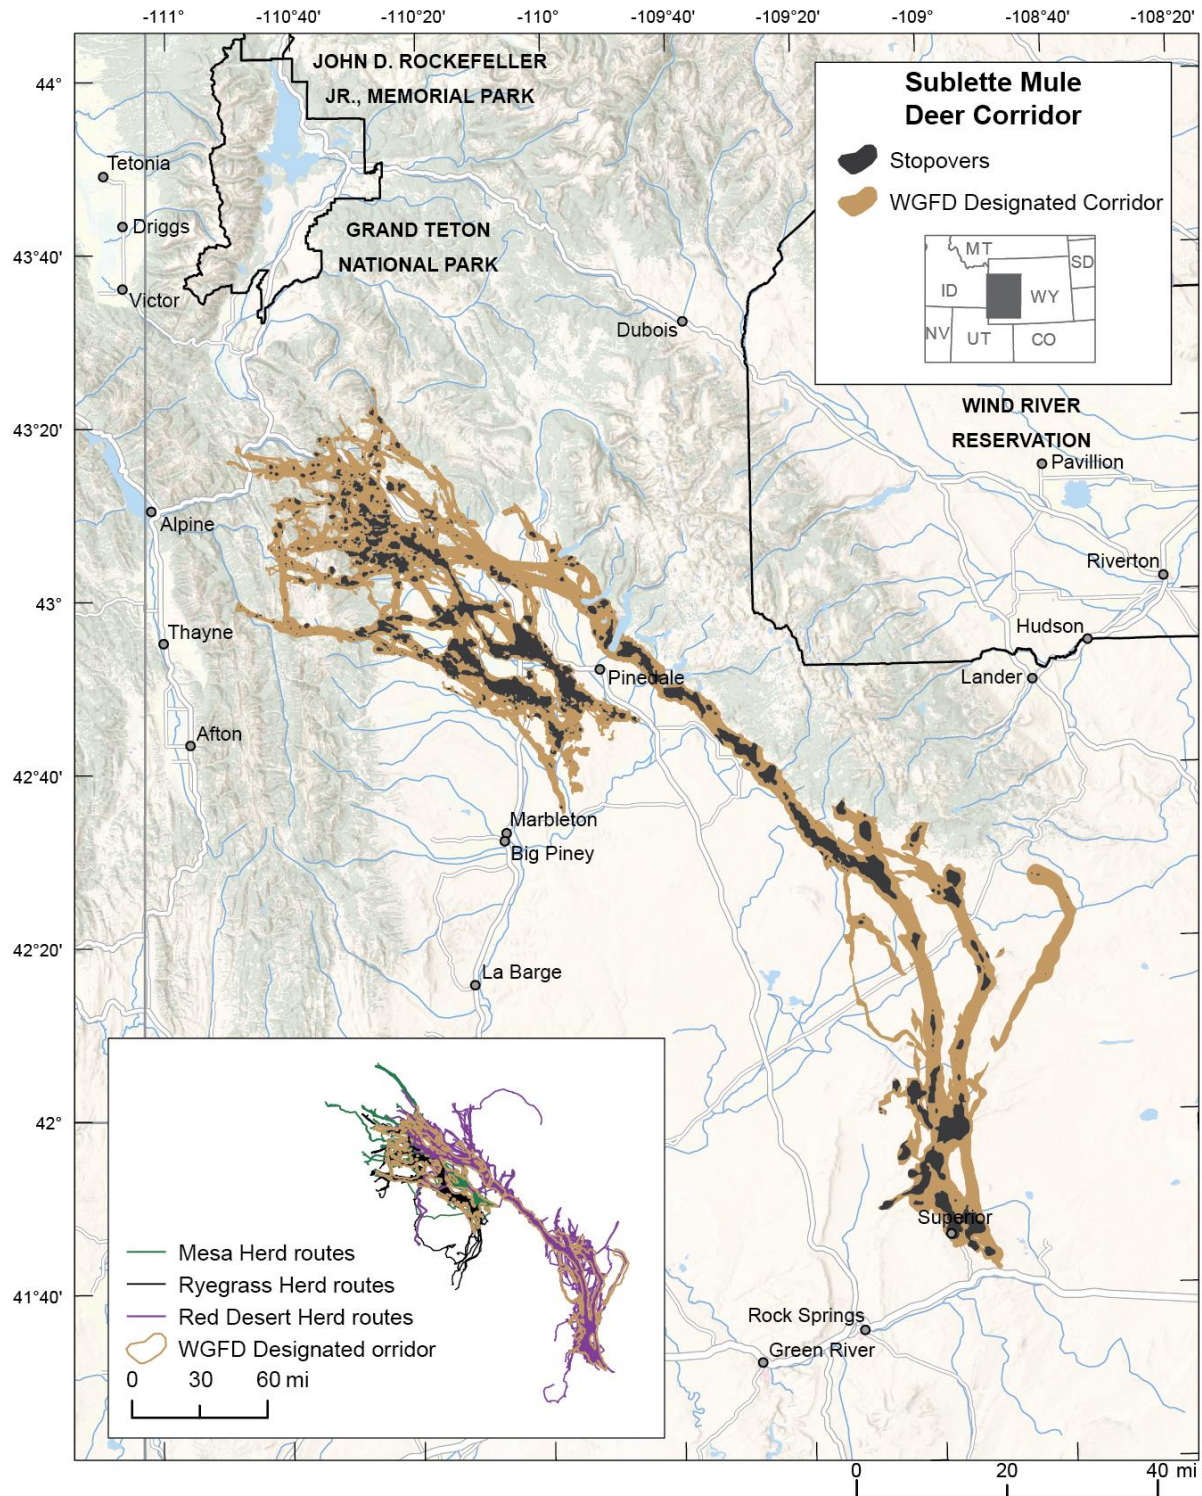 -111°
-110°40'
-110°20'
-110°
-109°40'
-109°20'
-109°
-108°40'
-108°20'
44°
43°40'
43°20'
43°
42°40'
42°20'
42°
41°40'
JOHN D. ROCKEFELLER
JR., MEMORIAL PARK
GRAND TETON
NATIONAL PARK
Sublette Mule
Deer Corridor
Stopovers
WGFD Designated Corridor
MT
SD
ID
WY
NV
UT
CO
Tetonia
Driggs
Victor
Dubois
WIND RIVER
RESERVATION
Pavillion
Alpine
Riverton
Thayne
Hudson
Pinedale
Lander
Afton
Marbleton
Big Piney
La Barge
Superior
Rock Springs
Green River
Mesa Herd routes
Ryegrass Herd routes
Red Desert Herd routes
WGFD Designated orridor
0 30 60 mi
0 20 40 mi